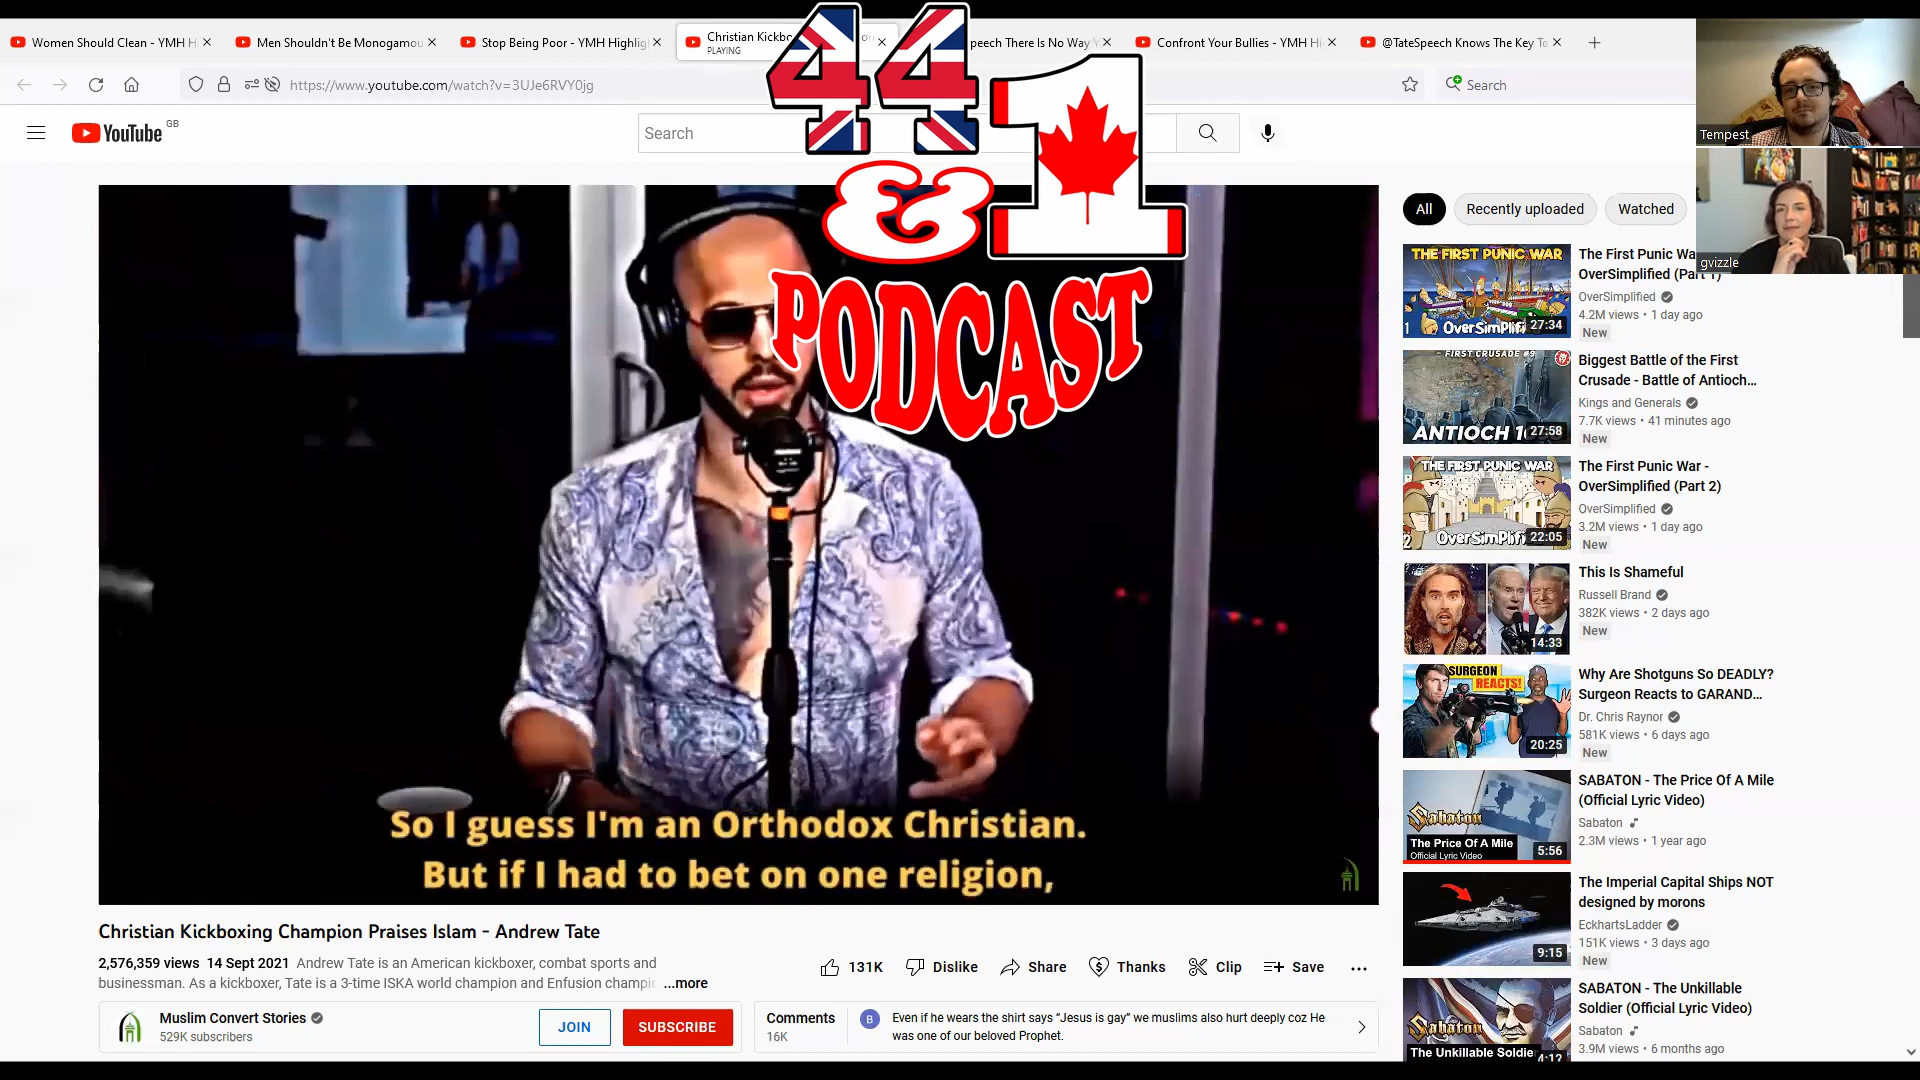 Women Should Clean - YMH H
Men Shouldn't Be Monogamou
Stop Being Poor - YMH Highlig
Christian Kickbo
PLAYING
peech There Is No Way Y
Confront Your Bullies - YMH Hi
@TateSpeech Knows The Key To
https://www.youtube.com/watch?v=3UJe6RVY0jg
Search
YouTube GB
Search
44
&1
PODCAST
Tempest
gvizzle
All
Recently uploaded
Watched
THE FIRST PUNIC WAR
1
OverSimplifi
27:34
The First Punic Wa
OverSimplified (Part 1)
OverSimplified
4.2M views • 1 day ago
New
FIRST CRUSADE #9
ANTIOCH
27:58
Biggest Battle of the First
Crusade - Battle of Antioch...
Kings and Generals
7.7K views • 41 minutes ago
New
THE FIRST PUNIC WAR
2
OverSimplifi
22:05
The First Punic War -
OverSimplified (Part 2)
OverSimplified
3.2M views • 1 day ago
New
14:33
This Is Shameful
Russell Brand
382K views • 2 days ago
New
SURGEON
REACTS!
20:25
Why Are Shotguns So DEADLY?
Surgeon Reacts to GARAND...
Dr. Chris Raynor
581K views • 6 days ago
New
Sabaton
The Price Of A Mile
Official Lyric Video
5:56
SABATON - The Price Of A Mile
(Official Lyric Video)
Sabaton
2.3M views • 1 year ago
9:15
The Imperial Capital Ships NOT
designed by morons
EckhartsLadder
151K views • 3 days ago
New
Sabaton
The Unkillable Soldie
4:12
SABATON - The Unkillable
Soldier (Official Lyric Video)
Sabaton
3.9M views • 6 months ago
So I guess I'm an Orthodox Christian.
But if I had to bet on one religion,
Christian Kickboxing Champion Praises Islam - Andrew Tate
2,576,359 views 14 Sept 2021 Andrew Tate is an American kickboxer, combat sports and
businessman. As a kickboxer, Tate is a 3-time ISKA world champion and Enfusion champi ...more
131K
Dislike
Share
Thanks
Clip
Save
Muslim Convert Stories
529K subscribers
JOIN
SUBSCRIBE
Comments
16K
B
Even if he wears the shirt says “Jesus is gay” we muslims also hurt deeply coz He
was one of our beloved Prophet.